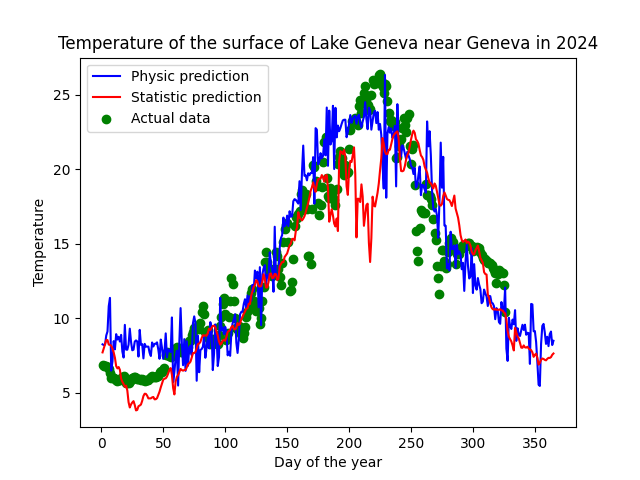 Temperature of the surface of Lake Geneva near Geneva in 2024
Physic prediction
Statistic prediction
Actual data
25
20
15
10
5
Temperature
0 50 100 150 200 250 300 350
Day of the year